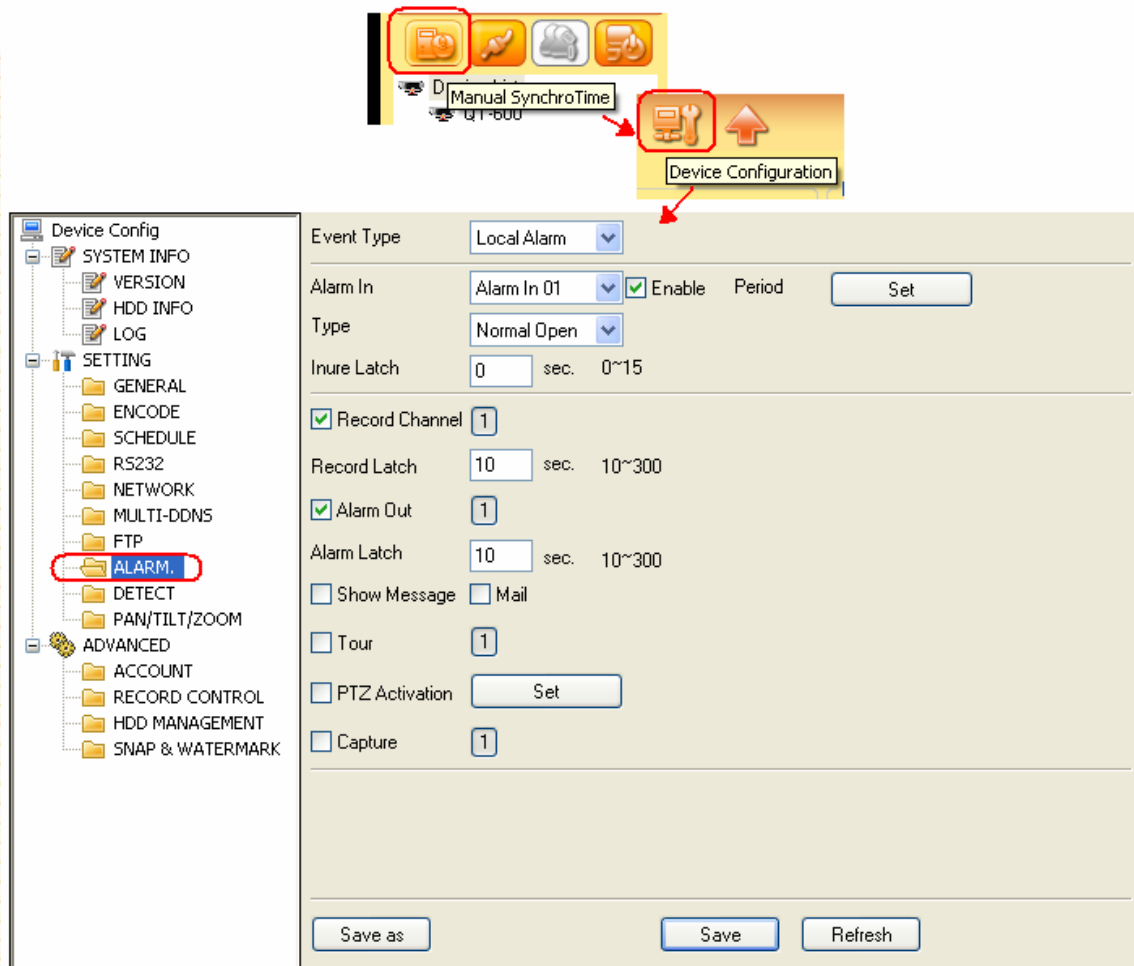 Manual SynchroTime
QT-600
Device Configuration
Device Config
SYSTEM INFO
VERSION
HDD INFO
LOG
SETTING
GENERAL
ENCODE
SCHEDULE
RS232
NETWORK
MULTI-DDNS
FTP
ALARM.
DETECT
PAN/TILT/ZOOM
ADVANCED
ACCOUNT
RECORD CONTROL
HDD MANAGEMENT
SNAP & WATERMARK
Event Type Local Alarm
Alarm In Alarm In 01 Enable Period Set
Type Normal Open
Inure Latch 0 sec. 0~15
Record Channel 1
Record Latch 10 sec. 10~300
Alarm Out 1
Alarm Latch 10 sec. 10~300
Show Message Mail
Tour 1
PTZ Activation Set
Capture 1
Save as Save Refresh